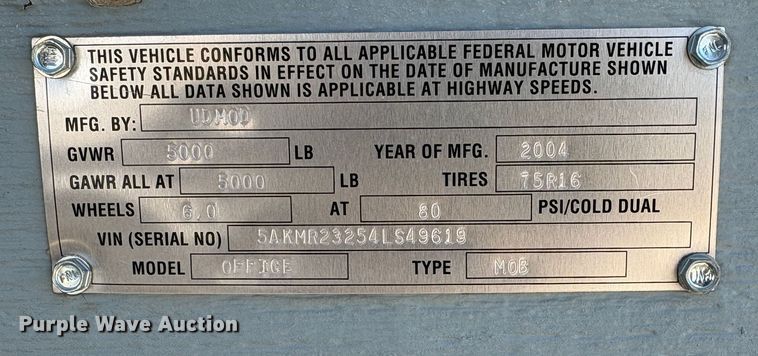 THIS VEHICLE CONFORMS TO ALL APPLICABLE FEDERAL MOTOR VEHICLE
SAFETY STANDARDS IN EFFECT ON THE DATE OF MANUFACTURE SHOWN
BELOW ALL DATA SHOWN IS APPLICABLE AT HIGHWAY SPEEDS.
MFG. BY: UDMOD
GVWR 5000 LB YEAR OF MFG. 2004
GAWR ALL AT 5000 LB TIRES 75R16
WHEELS 6.0 AT 80 PSI/COLD DUAL
VIN (SERIAL NO) 5AKMR23254LS49619
MODEL OFFICE TYPE MOB
Purple Wave Auction